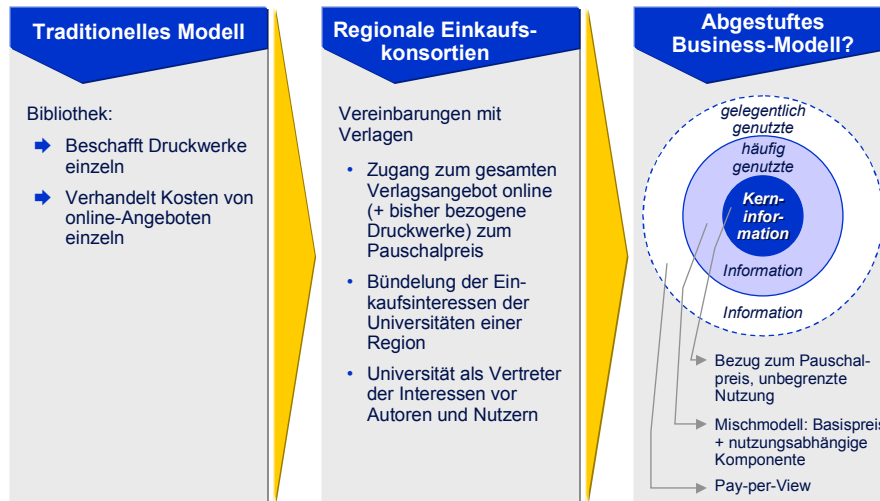 Traditionelles Modell
Bibliothek:
Beschafft Druckwerke
einzeln
Verhandelt Kosten von
online-Angeboten
einzeln
Regionale Einkaufs-
konsortien
Vereinbarungen mit
Verlagen
• Zugang zum gesamten
Verlagsangebot online
(+ bisher bezogene
Druckwerke) zum
Pauschalpreis
• Bündelung der Ein-
kaufsinteressen der
Universitäten einer
Region
• Universität als Vertreter
der Interessen vor
Autoren und Nutzern
Abgestuftes
Business-Modell?
gelegentlich
genutzte
häufig
genutzte
Kern-
infor-
mation
Information
Information
Bezug zum Pauschal-
preis, unbegrenzte
Nutzung
Mischmodell: Basispreis
+ nutzungsabhängige
Komponente
Pay-per-View